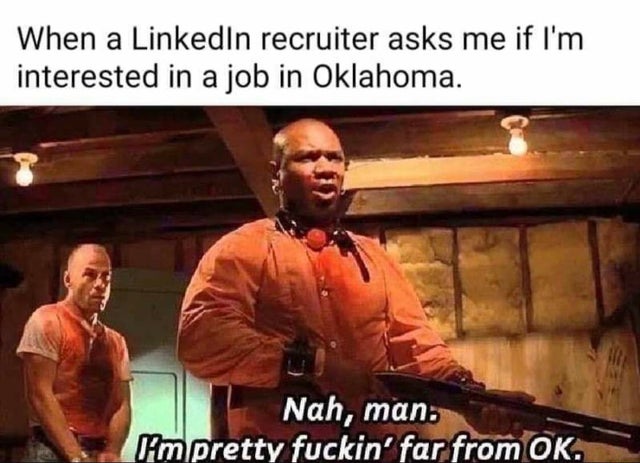 When a LinkedIn recruiter asks me if I'm
interested in a job in Oklahoma.
Nah, man.
I'm pretty fuckin' far from OK.